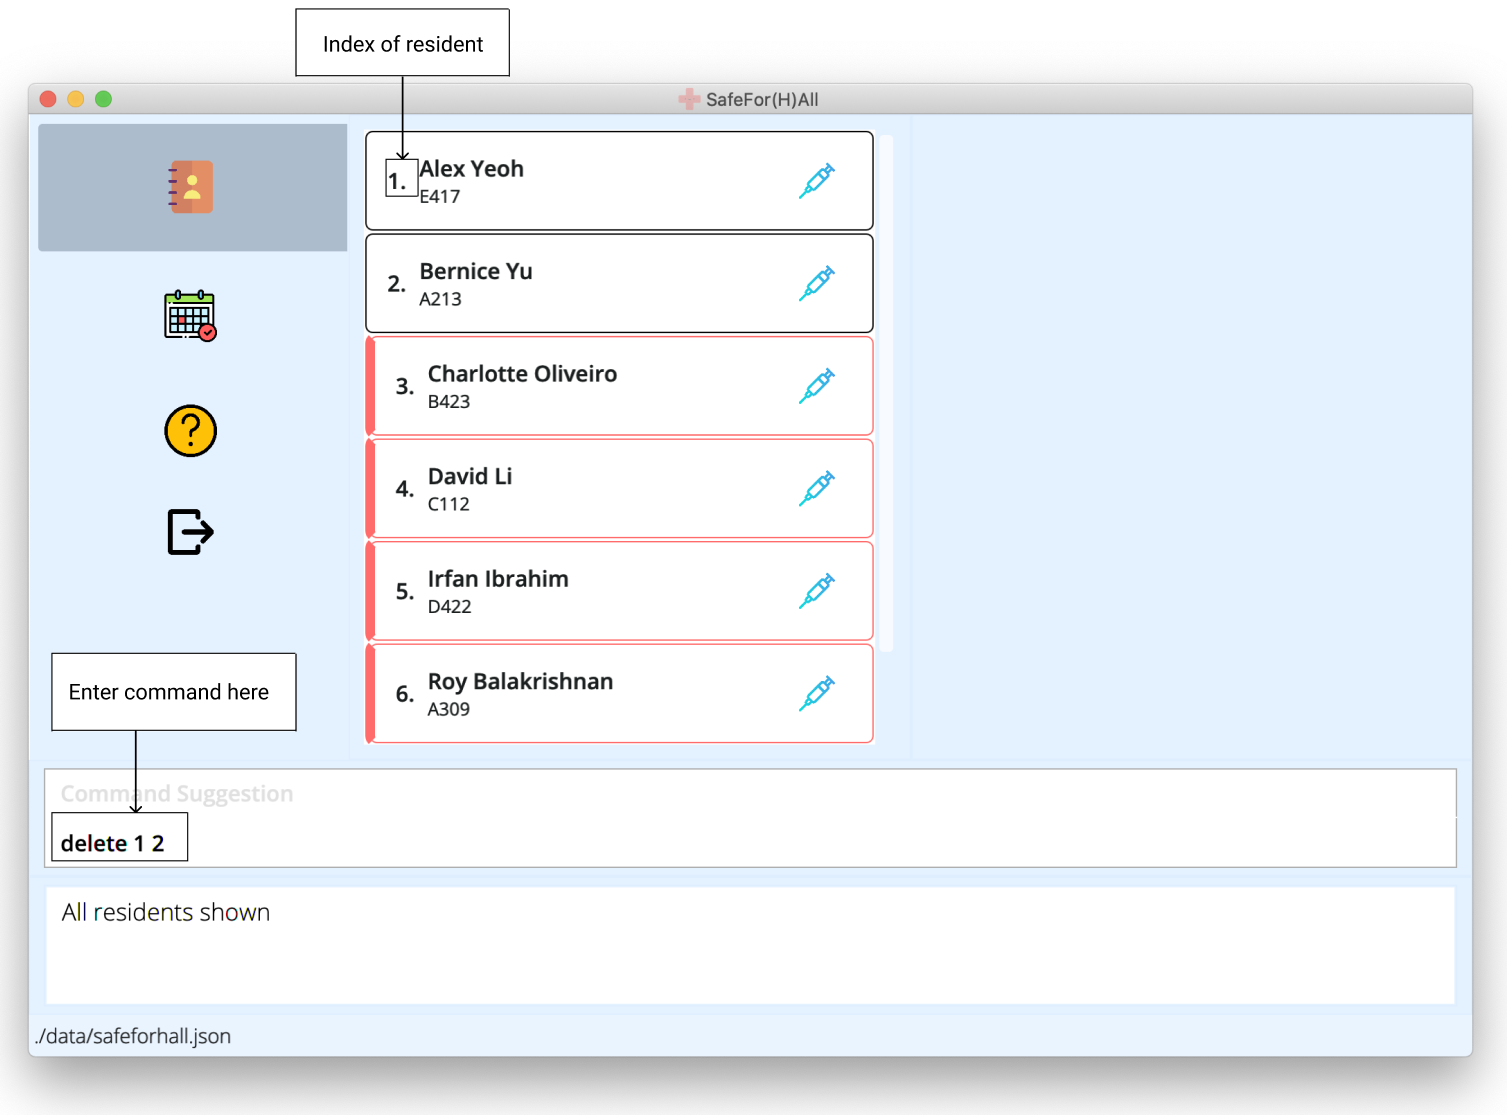 Index of resident
SafeFor(H)All
1. Alex Yeoh
E417
2. Bernice Yu
A213
3. Charlotte Oliveiro
B423
4. David Li
C112
5. Irfan Ibrahim
D422
6. Roy Balakrishnan
A309
Enter command here
Command Suggestion
delete 1 2
All residents shown
./data/safeforhall.json